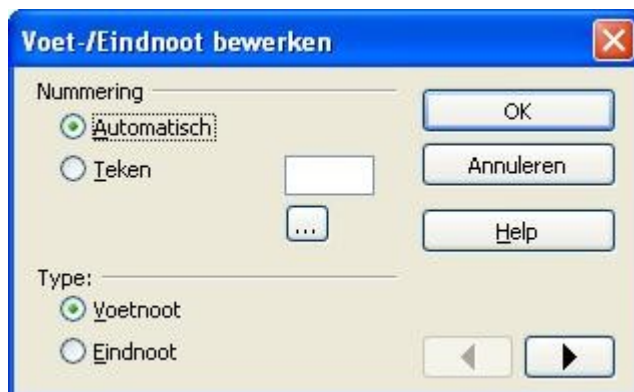 Voet-/Eindnoot bewerken
Nummering
Automatisch
Teken
...
OK
Annuleren
Help
Type:
Voetnoot
Eindnoot